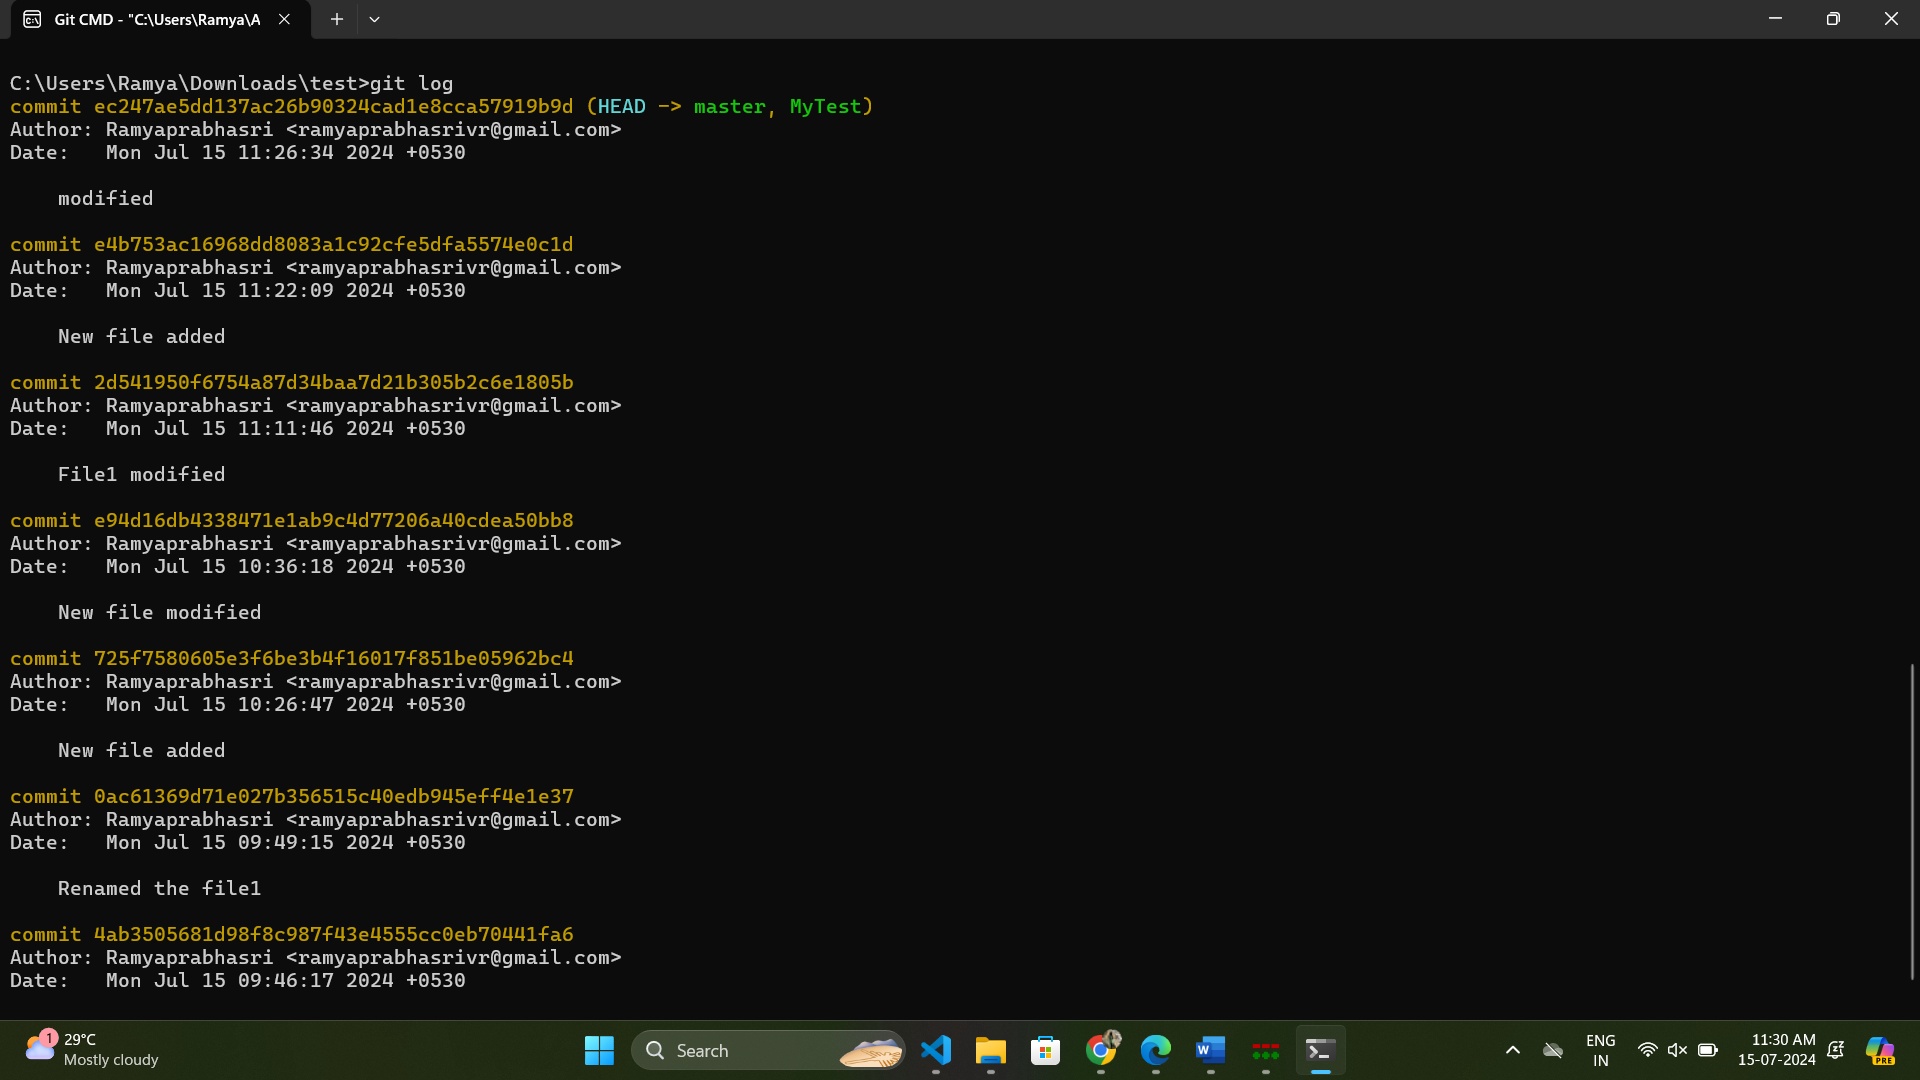 Git CMD - "C:\Users\Ramya\A
C:\Users\Ramya\Downloads\test>git log
commit ec247ae5dd137ac26b90324cad1e8cca57919b9d (HEAD -> master, MyTest)
Author: Ramyaprabhasri <ramyaprabhasrivr@gmail.com>
Date:   Mon Jul 15 11:26:34 2024 +0530
modified
commit e4b753ac16968dd8083a1c92cfe5dfa5574e0c1d
Author: Ramyaprabhasri <ramyaprabhasrivr@gmail.com>
Date:   Mon Jul 15 11:22:09 2024 +0530
New file added
commit 2d541950f6754a87d34baa7d21b305b2c6e1805b
Author: Ramyaprabhasri <ramyaprabhasrivr@gmail.com>
Date:   Mon Jul 15 11:11:46 2024 +0530
File1 modified
commit e94d16db4338471e1ab9c4d77206a40cdea50bb8
Author: Ramyaprabhasri <ramyaprabhasrivr@gmail.com>
Date:   Mon Jul 15 10:36:18 2024 +0530
New file modified
commit 725f7580605e3f6be3b4f16017f851be05962bc4
Author: Ramyaprabhasri <ramyaprabhasrivr@gmail.com>
Date:   Mon Jul 15 10:26:47 2024 +0530
New file added
commit 0ac61369d71e027b356515c40edb945eff4e1e37
Author: Ramyaprabhasri <ramyaprabhasrivr@gmail.com>
Date:   Mon Jul 15 09:49:15 2024 +0530
Renamed the file1
commit 4ab3505681d98f8c987f43e4555cc0eb70441fa6
Author: Ramyaprabhasri <ramyaprabhasrivr@gmail.com>
Date:   Mon Jul 15 09:46:17 2024 +0530
1
29°C
Mostly cloudy
Search
W
ENG
IN
11:30 AM
15-07-2024
PRE